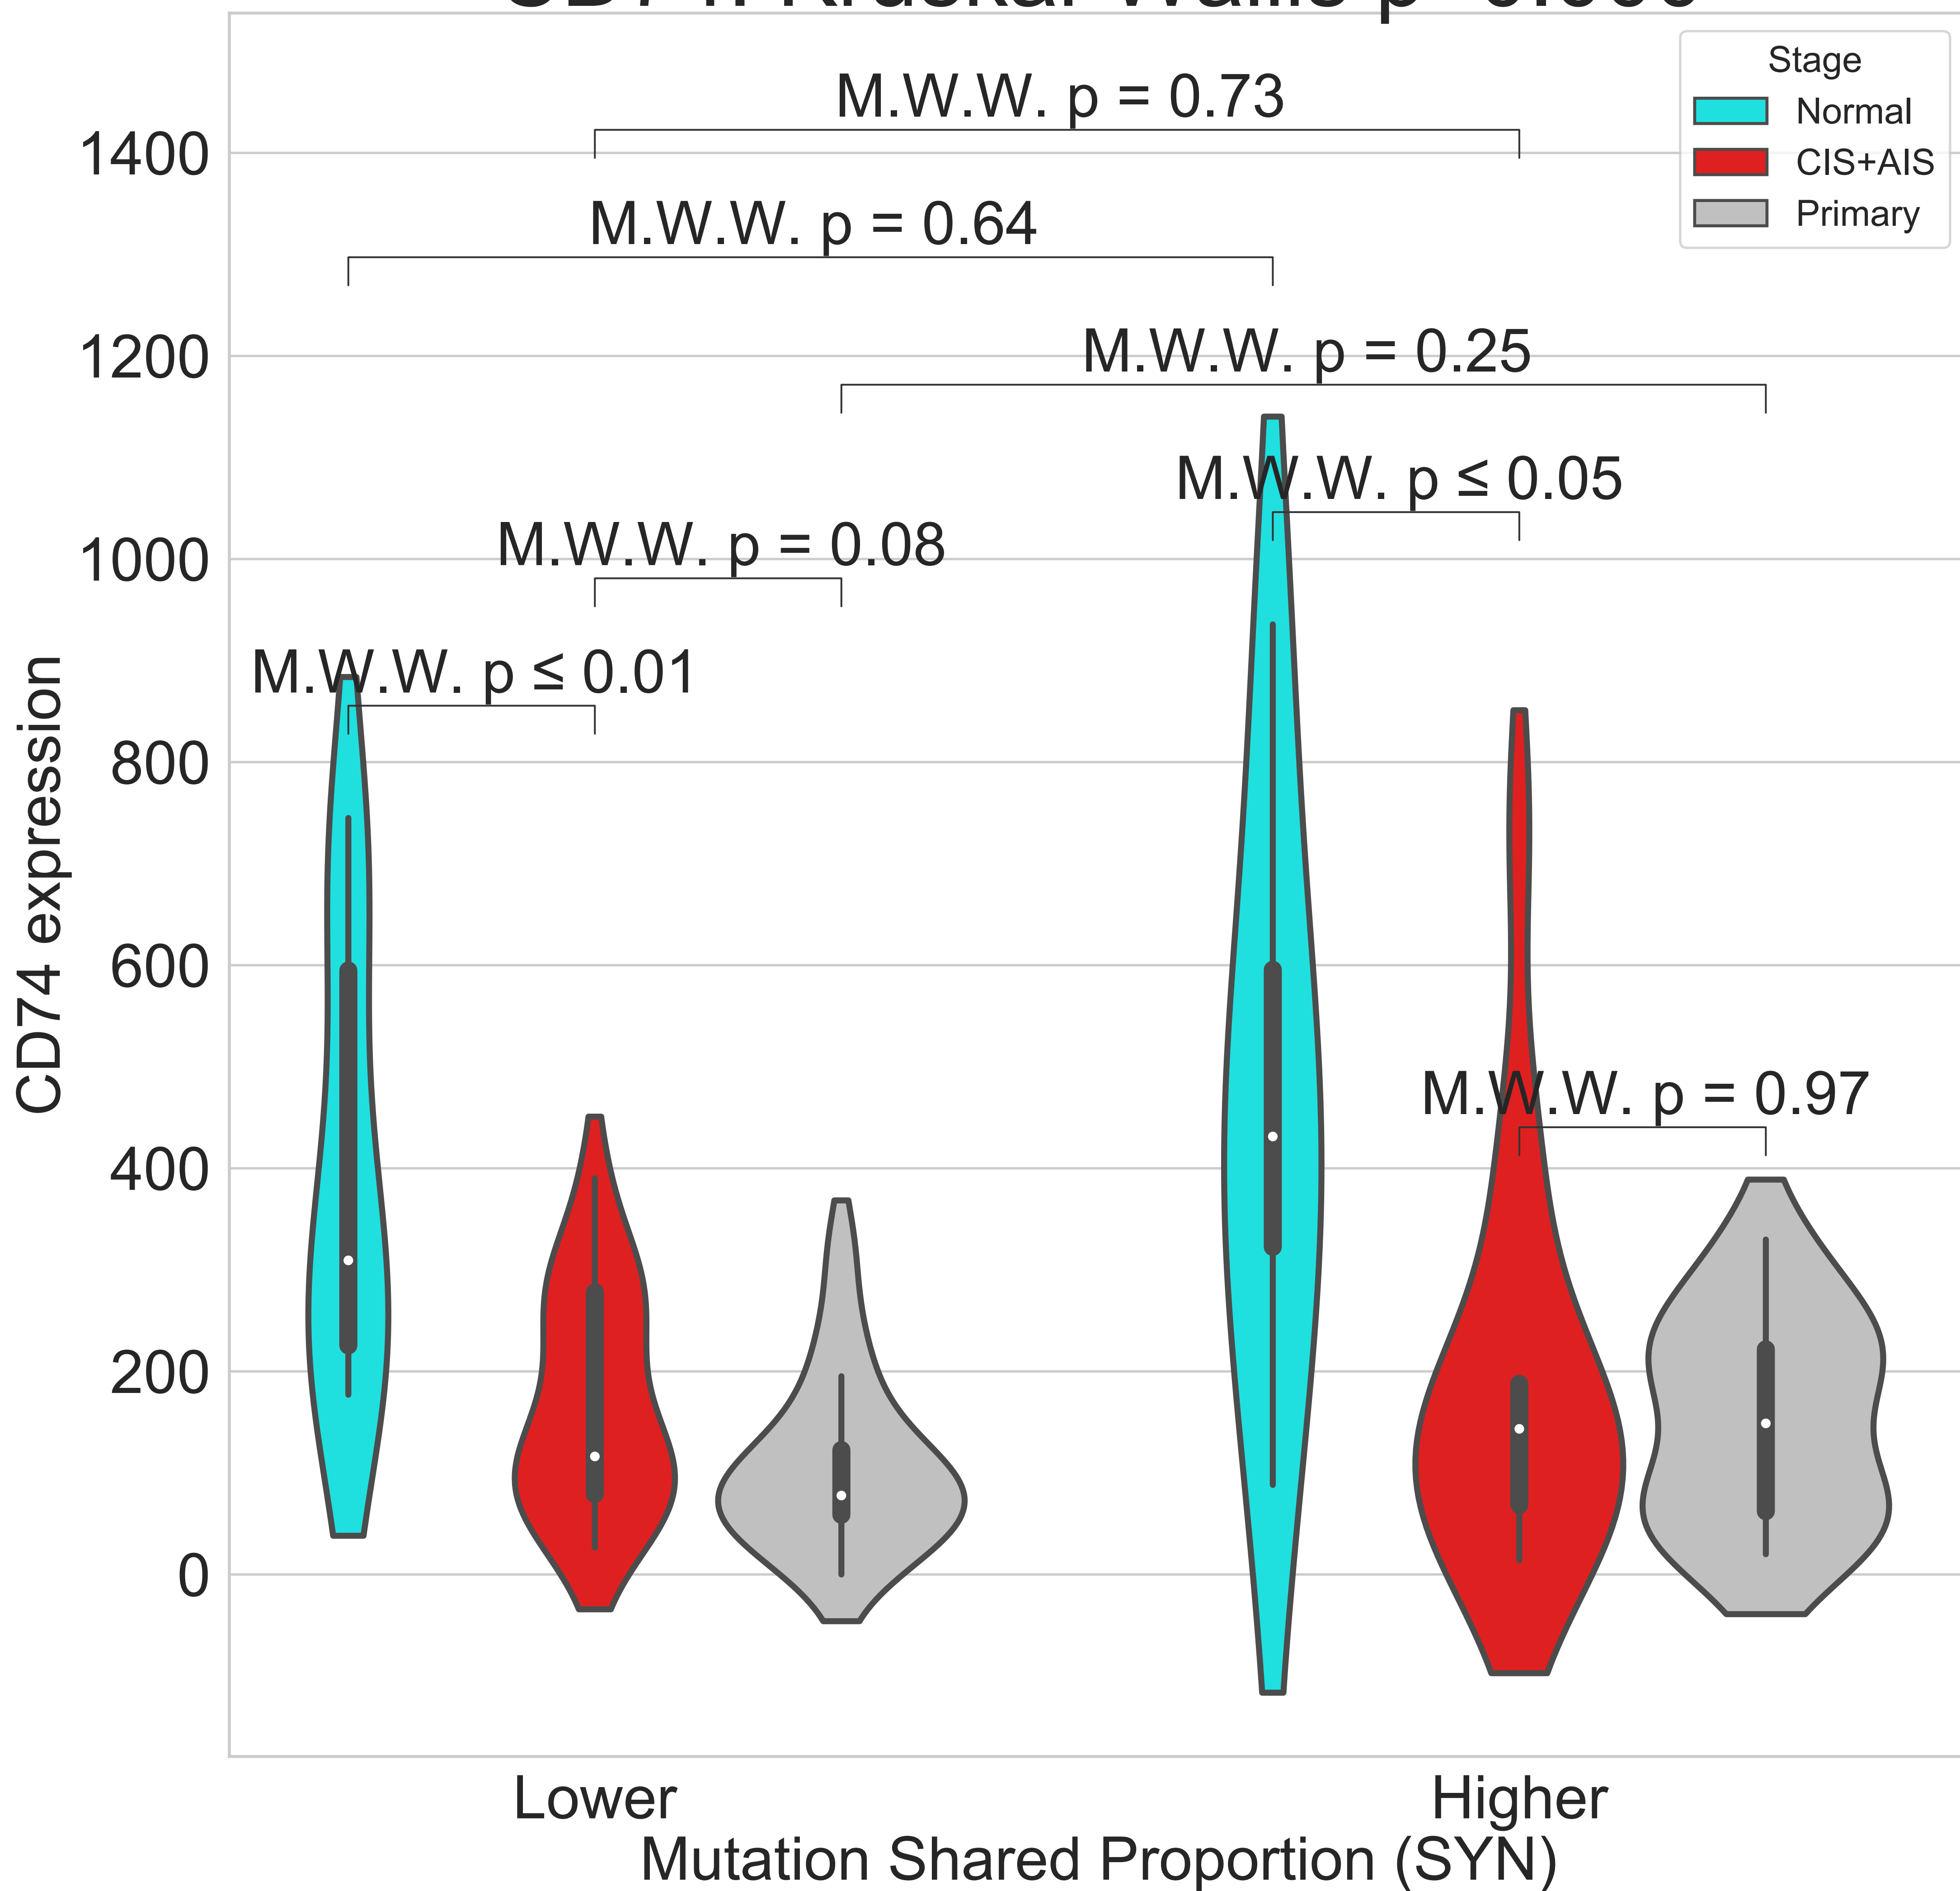 Stage
Normal
CIS+AIS
Primary
M.W.W. p = 0.73
M.W.W. p = 0.64
M.W.W. p = 0.25
M.W.W. p ≤ 0.05
M.W.W. p = 0.08
M.W.W. p ≤ 0.01
M.W.W. p = 0.97
1400
1200
1000
800
600
400
200
0
CD74 expression
Lower
Higher
Mutation Shared Proportion (SYN)